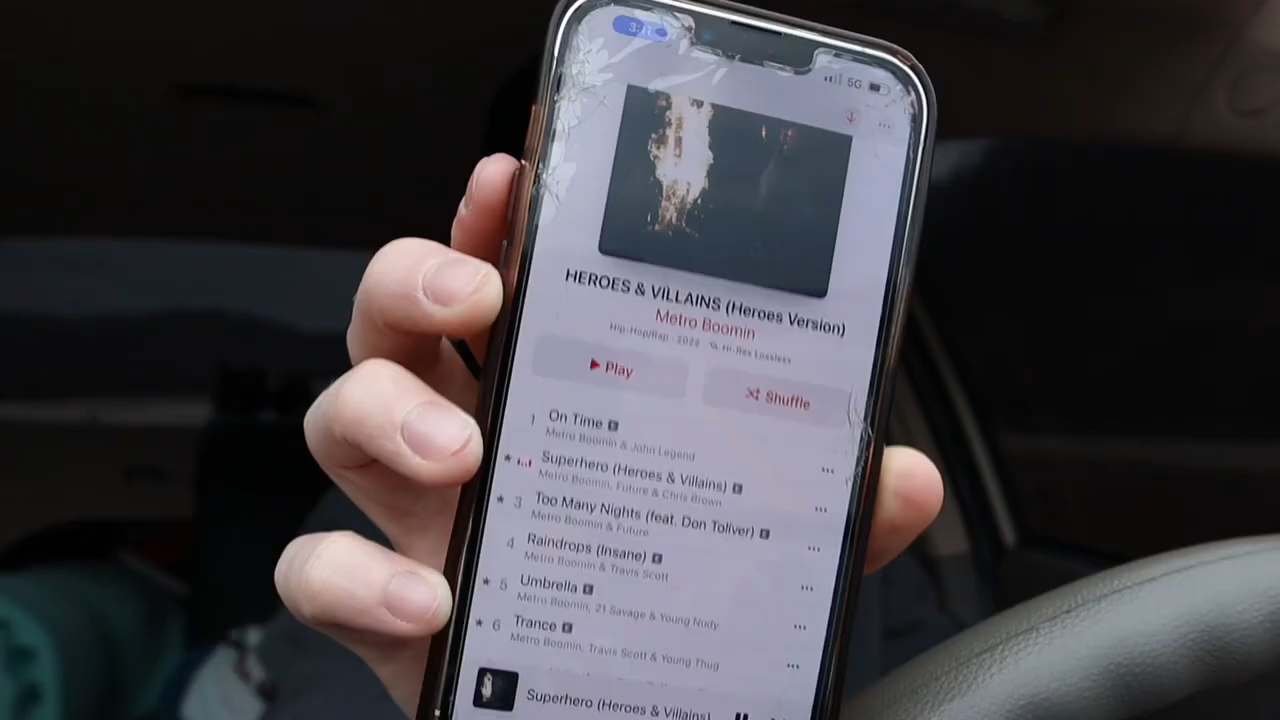 3:11
5G
HEROES & VILLAINS (Heroes Version)
Metro Boomin
Hip-Hop/Rap · 2022 · Hi-Res Lossless
Play
Shuffle
1 On Time E
Metro Boomin & John Legend
Superhero (Heroes & Villains) E
Metro Boomin, Future & Chris Brown
3 Too Many Nights (feat. Don Toliver) E
Metro Boomin & Future
4 Raindrops (Insane) E
Metro Boomin & Travis Scott
5 Umbrella E
Metro Boomin, 21 Savage & Young Nudy
6 Trance E
Metro Boomin, Travis Scott & Young Thug
Superhero (Heroes & Villains)